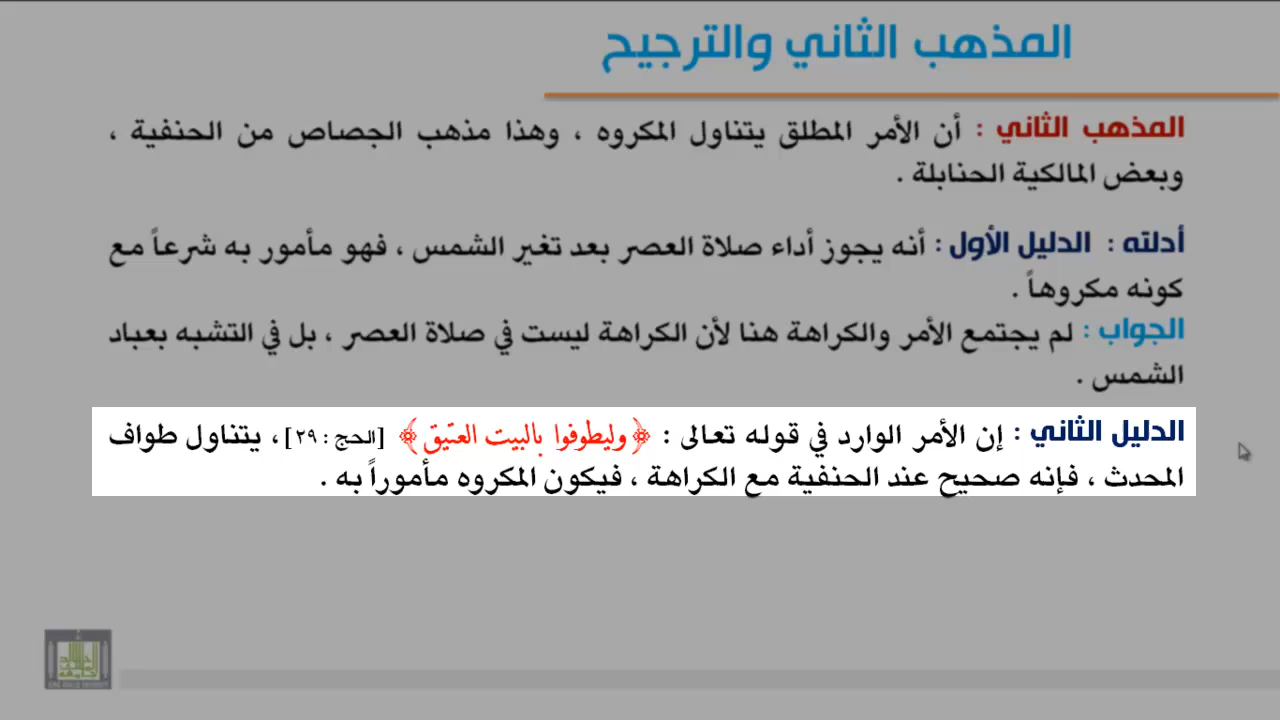 المذهب الثاني والترجيح
المذهب الثاني : أن الأمر المطلق يتناول المكروه ، وهذا مذهب الجصاص من الحنفية ،
وبعض المالكية الحنابلة .
أدلته : الدليل الأول : أنه يجوز أداء صلاة العصر بعد تغير الشمس ، فهو مأمور به شرعاً مع
كونه مكروهاً .
الجواب : لم يجتمع الأمر والكراهة هنا لأن الكراهة ليست في صلاة العصر ، بل في التشبه بعباد
الشمس .
الدليل الثاني : إن الأمر الوارد في قوله تعالى : ﴿وليطوفوا بالبيت العتيق﴾ [الحج : ٢٩] ، يتناول طواف
المحدث ، فإنه صحيح عند الحنفية مع الكراهة ، فيكون المكروه مأموراً به .